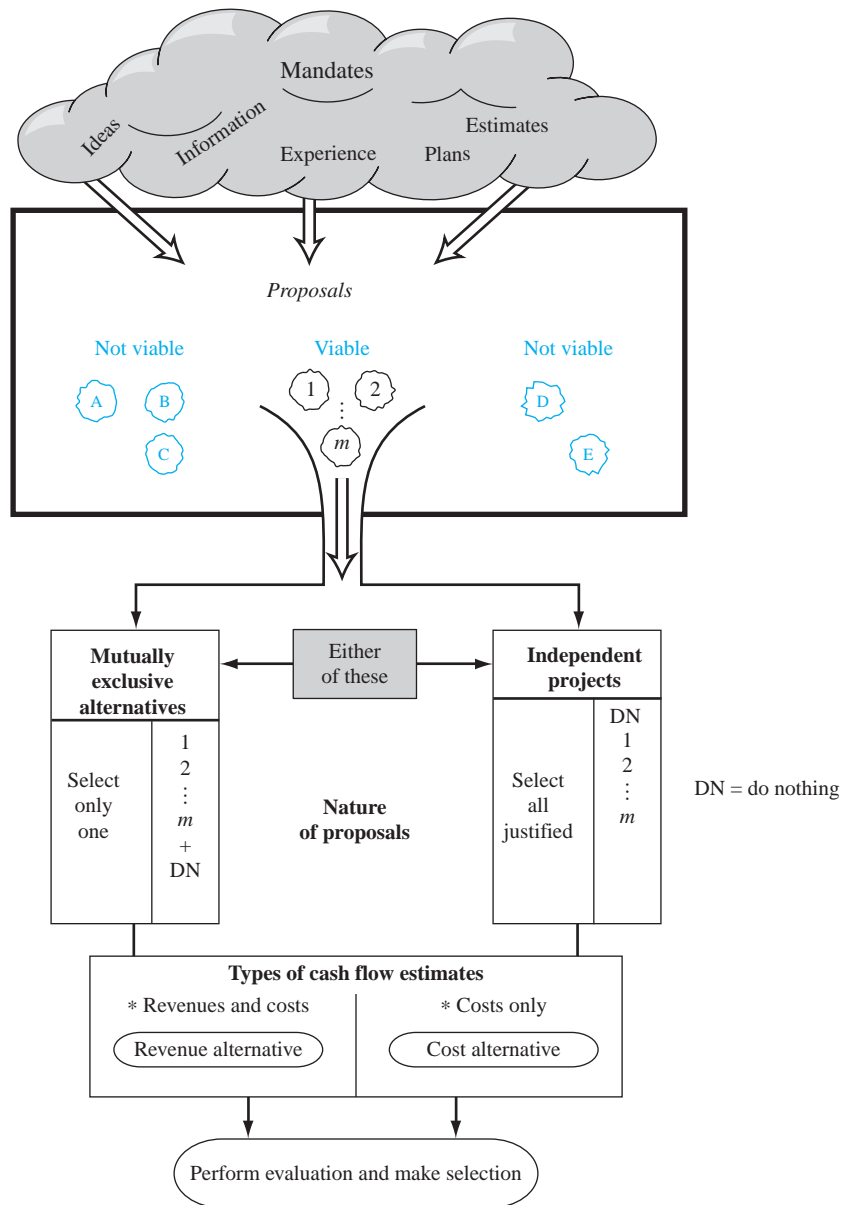 Mandates
Ideas
Information
Estimates
Experience
Plans
Proposals
Not viable
Viable
Not viable
A
B
C
1
2
⋮
m
D
E
Mutually
exclusive
alternatives
Select
only
one
1
2
⋮
m
+
DN
Either
of these
Nature
of proposals
Independent
projects
Select
all
justified
DN
1
2
⋮
m
DN = do nothing
Types of cash flow estimates
* Revenues and costs
Revenue alternative
* Costs only
Cost alternative
Perform evaluation and make selection